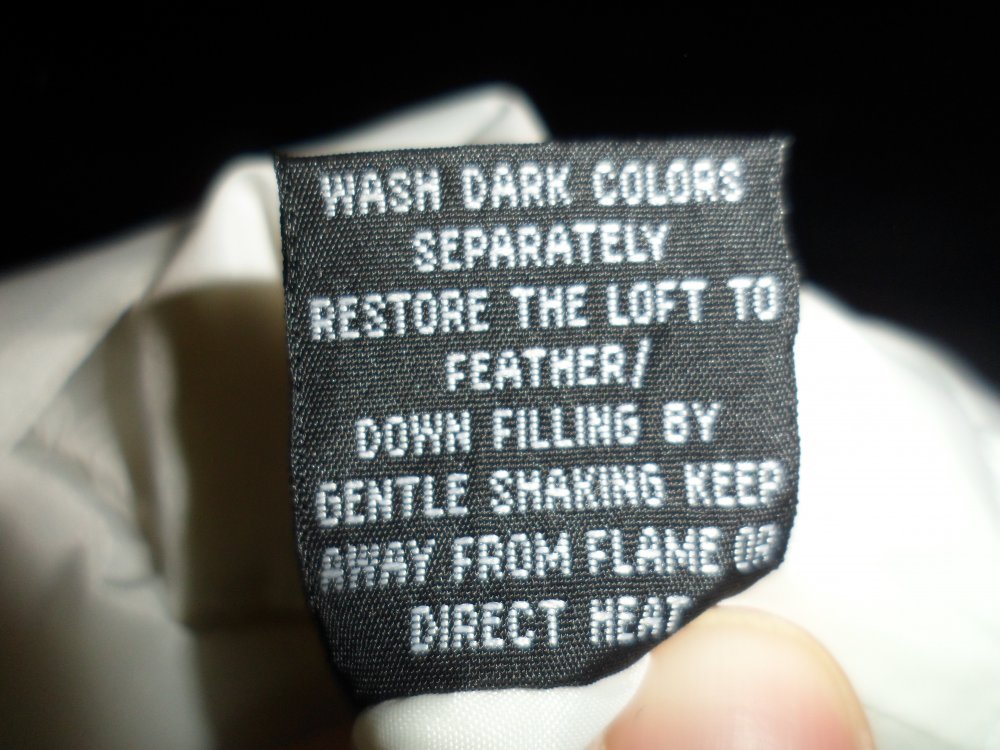 WASH DARK COLORS
SEPARATELY
RESTORE THE LOFT TO
FEATHER/
DOWN FILLING BY
GENTLE SHAKING KEEP
AWAY FROM FLAME OR
DIRECT HEAT